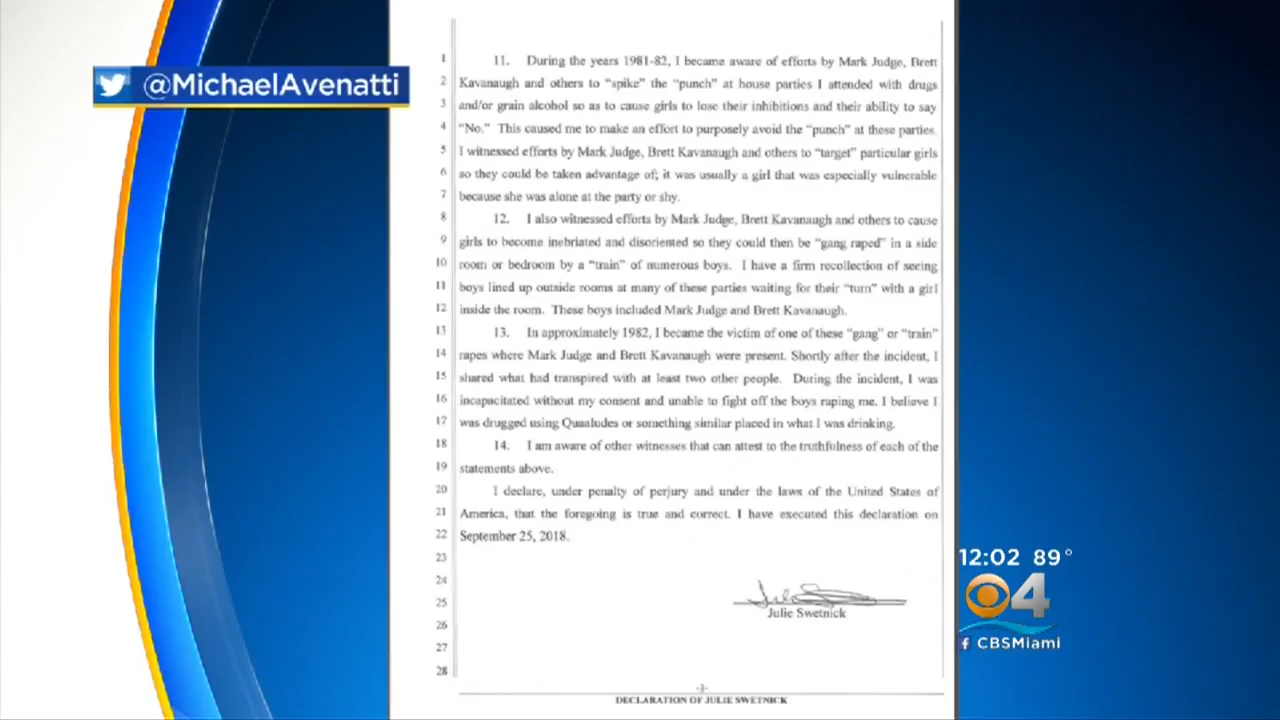 @MichaelAvenatti
1 11. During the years 1981-82, I became aware of efforts by Mark Judge, Brett
2 Kavanaugh and others to “spike” the “punch” at house parties I attended with drugs
3 and/or grain alcohol so as to cause girls to lose their inhibitions and their ability to say
4 “No.” This caused me to make an effort to purposely avoid the “punch” at these parties.
5 I witnessed efforts by Mark Judge, Brett Kavanaugh and others to “target” particular girls
6 so they could be taken advantage of; it was usually a girl that was especially vulnerable
7 because she was alone at the party or shy.
8 12. I also witnessed efforts by Mark Judge, Brett Kavanaugh and others to cause
9 girls to become inebriated and disoriented so they could then be “gang raped” in a side
10 room or bedroom by a “train” of numerous boys. I have a firm recollection of seeing
11 boys lined up outside rooms at many of these parties waiting for their “turn” with a girl
12 inside the room. These boys included Mark Judge and Brett Kavanaugh.
13 13. In approximately 1982, I became the victim of one of these “gang” or “train”
14 rapes where Mark Judge and Brett Kavanaugh were present. Shortly after the incident, I
15 shared what had transpired with at least two other people. During the incident, I was
16 incapacitated without my consent and unable to fight off the boys raping me. I believe I
17 was drugged using Quaaludes or something similar placed in what I was drinking.
18 14. I am aware of other witnesses that can attest to the truthfulness of each of the
19 statements above.
20 I declare, under penalty of perjury and under the laws of the United States of
21 America, that the foregoing is true and correct. I have executed this declaration on
22 September 25, 2018.
23
24
25
Julie Swetnick
26
27
28
-3-
DECLARATION OF JULIE SWETNICK
12:02 89°
4
f CBSMiami